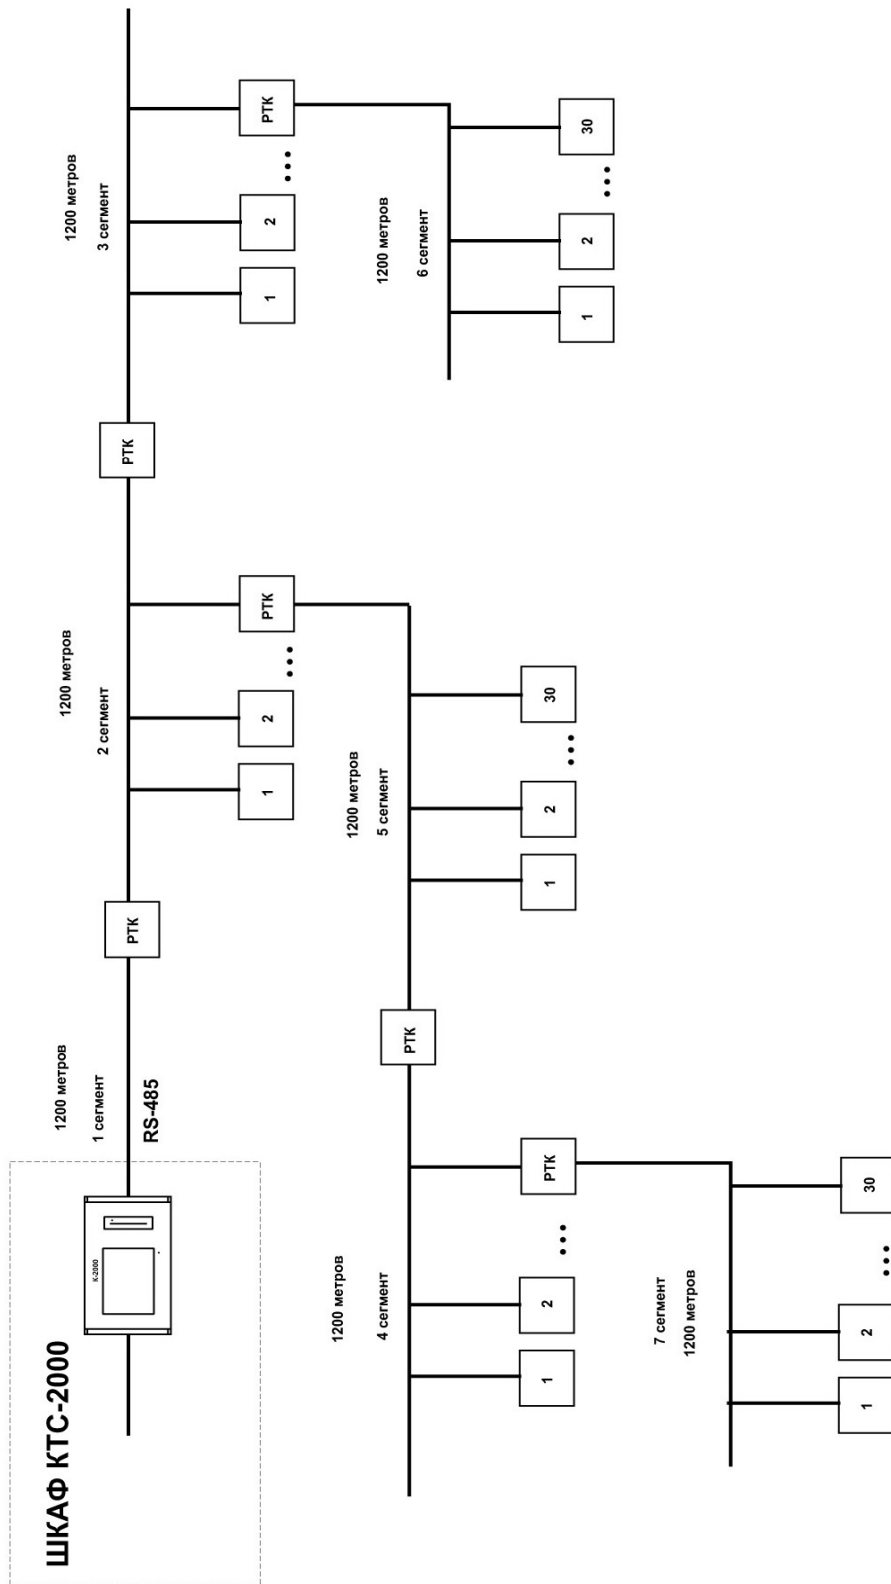 ШКАФ КТС-2000
К-2000
1200 метров
1 сегмент
RS-485
РТК
1200 метров
2 сегмент
1
2
РТК
РТК
1200 метров
3 сегмент
1
2
РТК
1200 метров
4 сегмент
1
2
РТК
РТК
1200 метров
5 сегмент
1
2
30
1200 метров
6 сегмент
1
2
30
7 сегмент
1200 метров
1
2
30